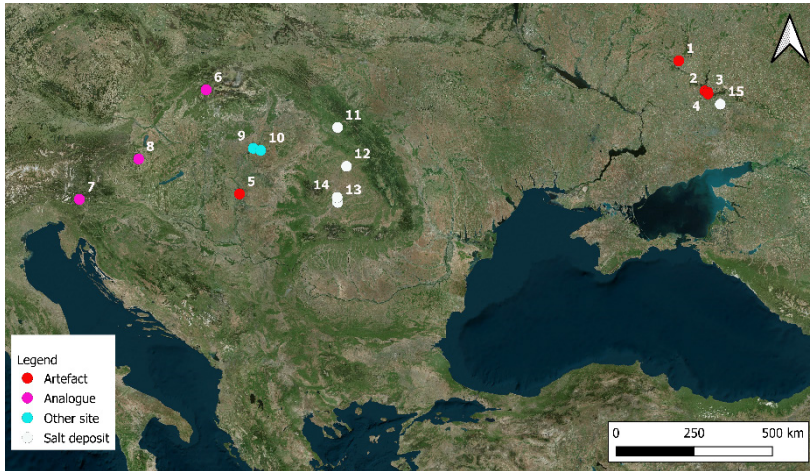 1
2 3
15
4
6
11
9 10
12
8
14 13
5
7
Legend
Artefact
Analogue
Other site
Salt deposit
0 250 500 km